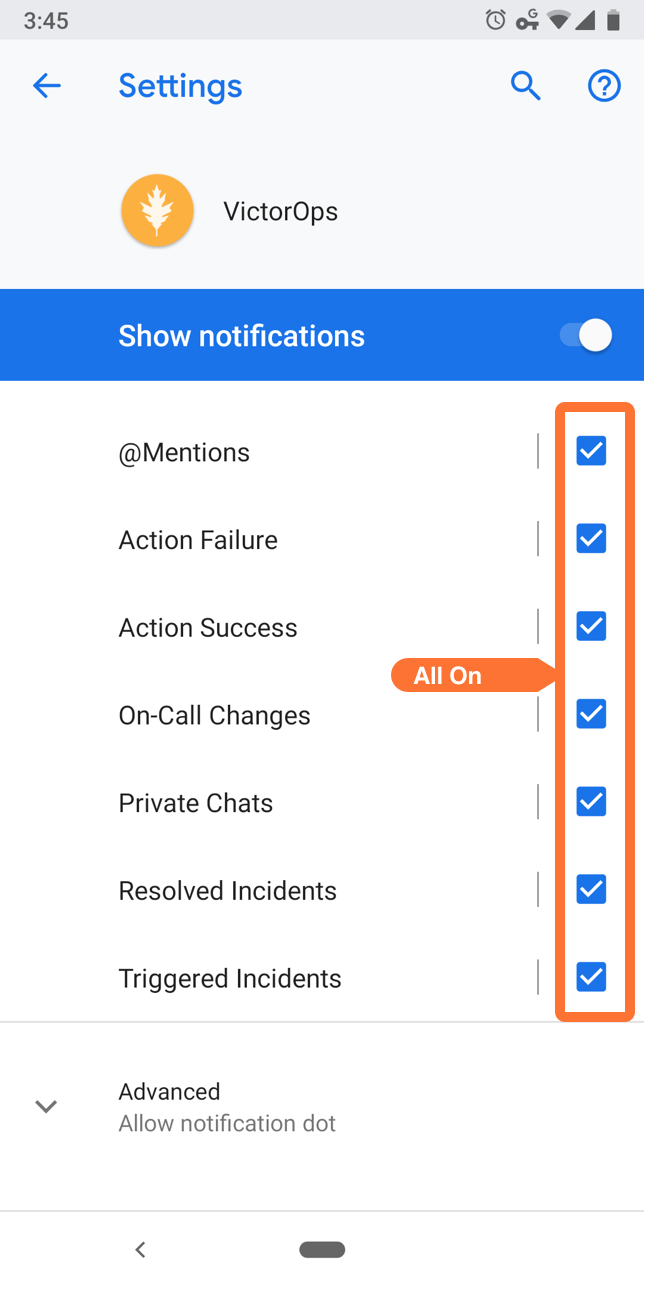 3:45
G
Settings
VictorOps
Show notifications
@Mentions
Action Failure
Action Success
All On
On-Call Changes
Private Chats
Resolved Incidents
Triggered Incidents
Advanced
Allow notification dot